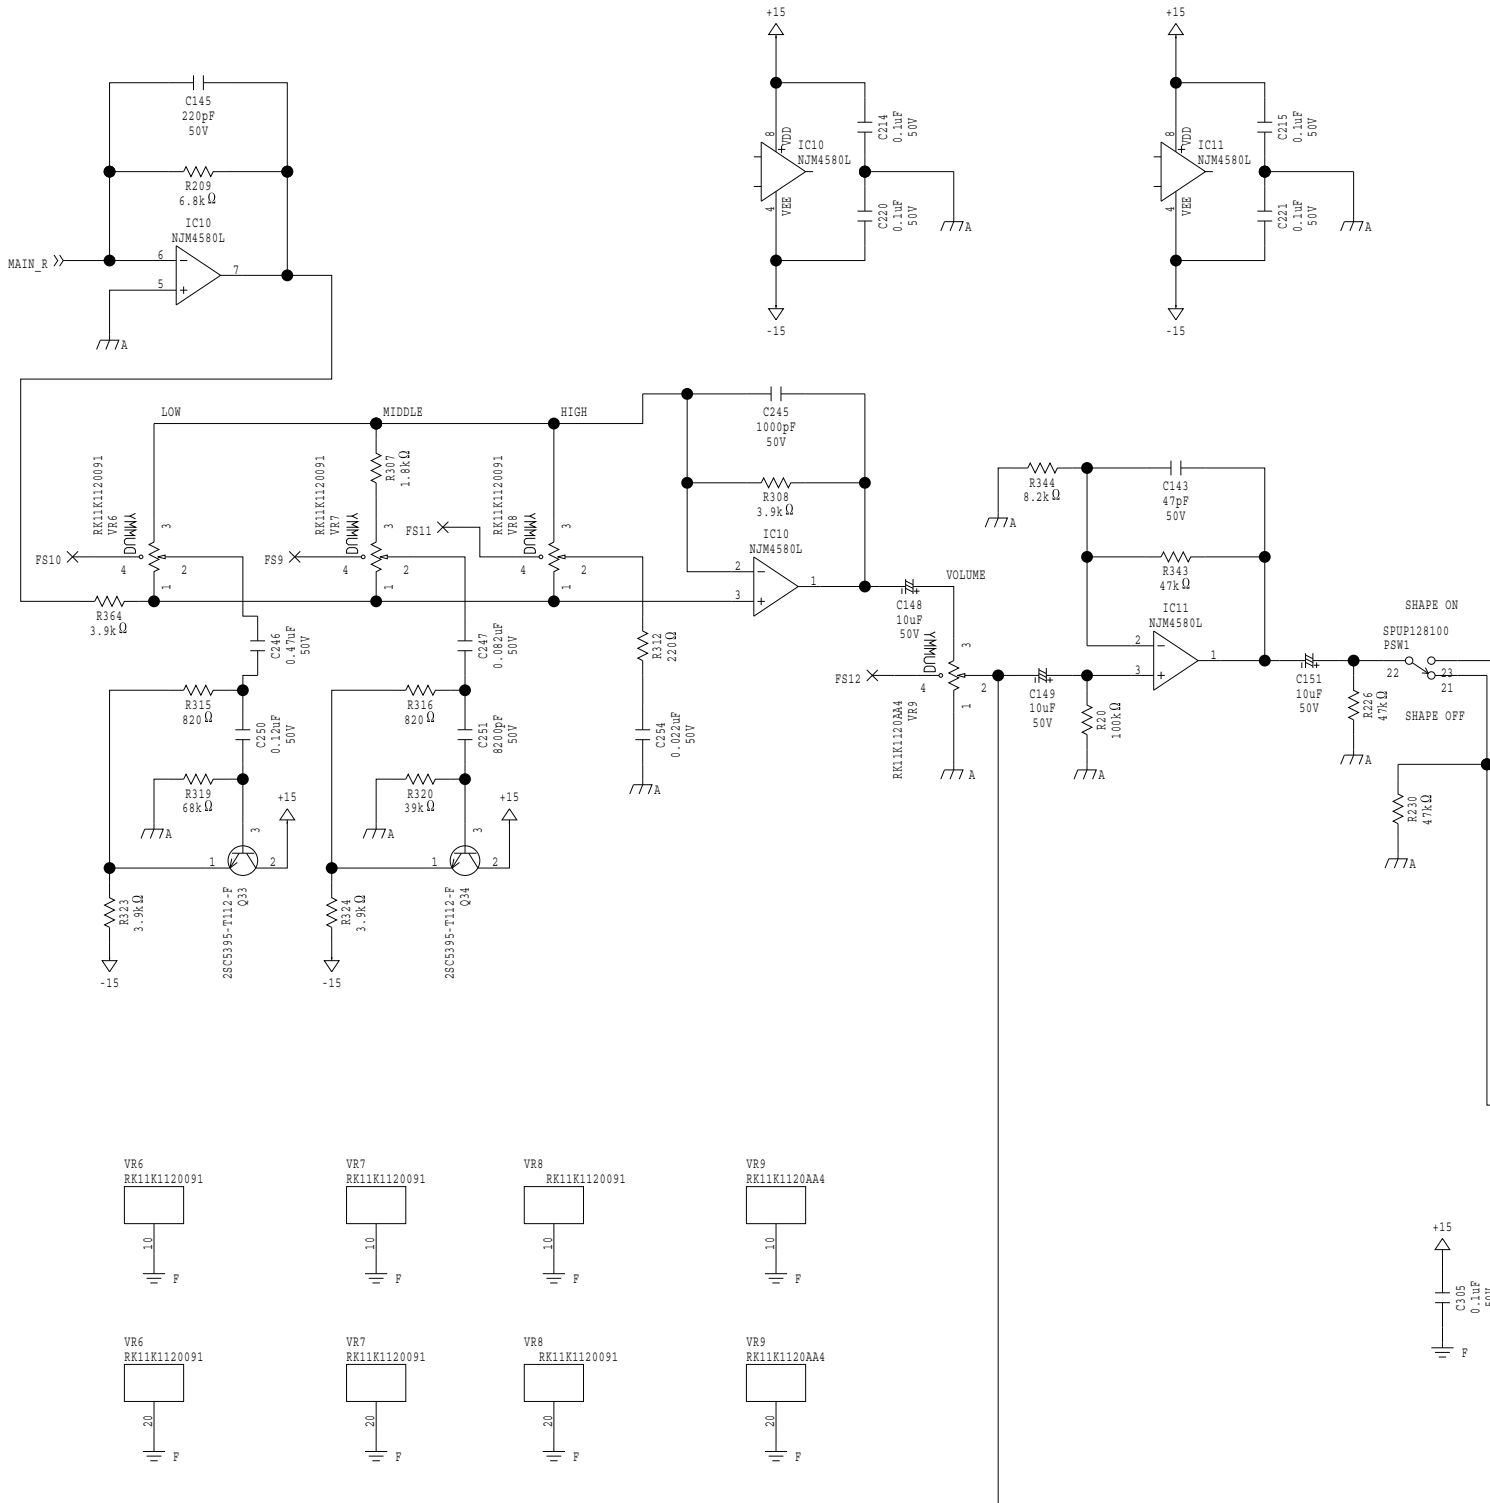 +15
+15
C145
220pF
50V
R209
6.8kΩ
IC10
NJM4580L
MAIN_R
6
5
7
A
8
VDD
IC10
NJM4580L
4
VEE
C214
0.1uF
50V
C220
0.1uF
50V
A
-15
8
VDD
IC11
NJM4580L
4
VEE
C215
0.1uF
50V
C221
0.1uF
50V
A
-15
LOW
MIDDLE
HIGH
RK11K1120091
VR6
DUMMY
3
FS10
4
2
1
R307
1.8kΩ
RK11K1120091
VR7
DUMMY
3
FS9
4
2
1
RK11K1120091
VR8
DUMMY
3
FS11
4
2
1
C245
1000pF
50V
R308
3.9kΩ
IC10
NJM4580L
2
3
1
R364
3.9kΩ
C246
0.47uF
50V
R315
820Ω
C250
0.12uF
50V
R319
68kΩ
A
3
+15
1
2
R323
3.9kΩ
2SC5395-T112-F
Q33
-15
C247
0.082uF
50V
R316
820Ω
C251
8200pF
50V
R320
39kΩ
A
3
+15
1
2
R324
3.9kΩ
2SC5395-T112-F
Q34
-15
R312
220Ω
C254
0.022uF
50V
A
C148
10uF
50V
VOLUME
DUMMY
3
FS12
4
2
1
RK11K1120AA4
VR9
A
C149
10uF
50V
R20
100kΩ
A
R344
8.2kΩ
A
C143
47pF
50V
R343
47kΩ
IC11
NJM4580L
2
3
1
C151
10uF
50V
R226
47kΩ
A
SHAPE ON
SPUP128100
PSW1
22
23
21
SHAPE OFF
R230
47kΩ
A
VR6
RK11K1120091
10
F
VR7
RK11K1120091
10
F
VR8
RK11K1120091
10
F
VR9
RK11K1120AA4
10
F
VR6
RK11K1120091
20
F
VR7
RK11K1120091
20
F
VR8
RK11K1120091
20
F
VR9
RK11K1120AA4
20
F
+15
C305
0.1uF
50V
F